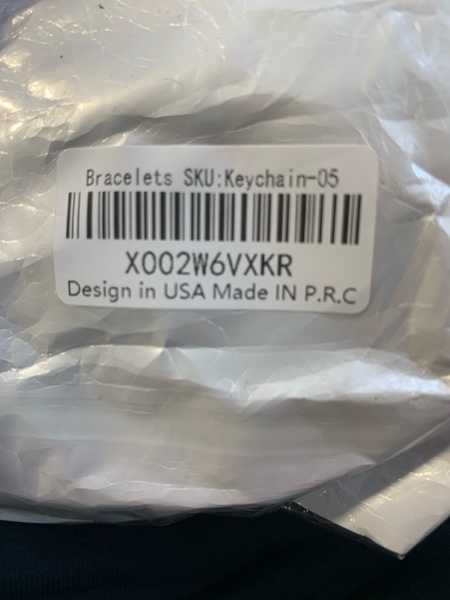 Bracelets SKU:Keychain-05
X002W6VXKR
Design in USA Made IN P.R.C